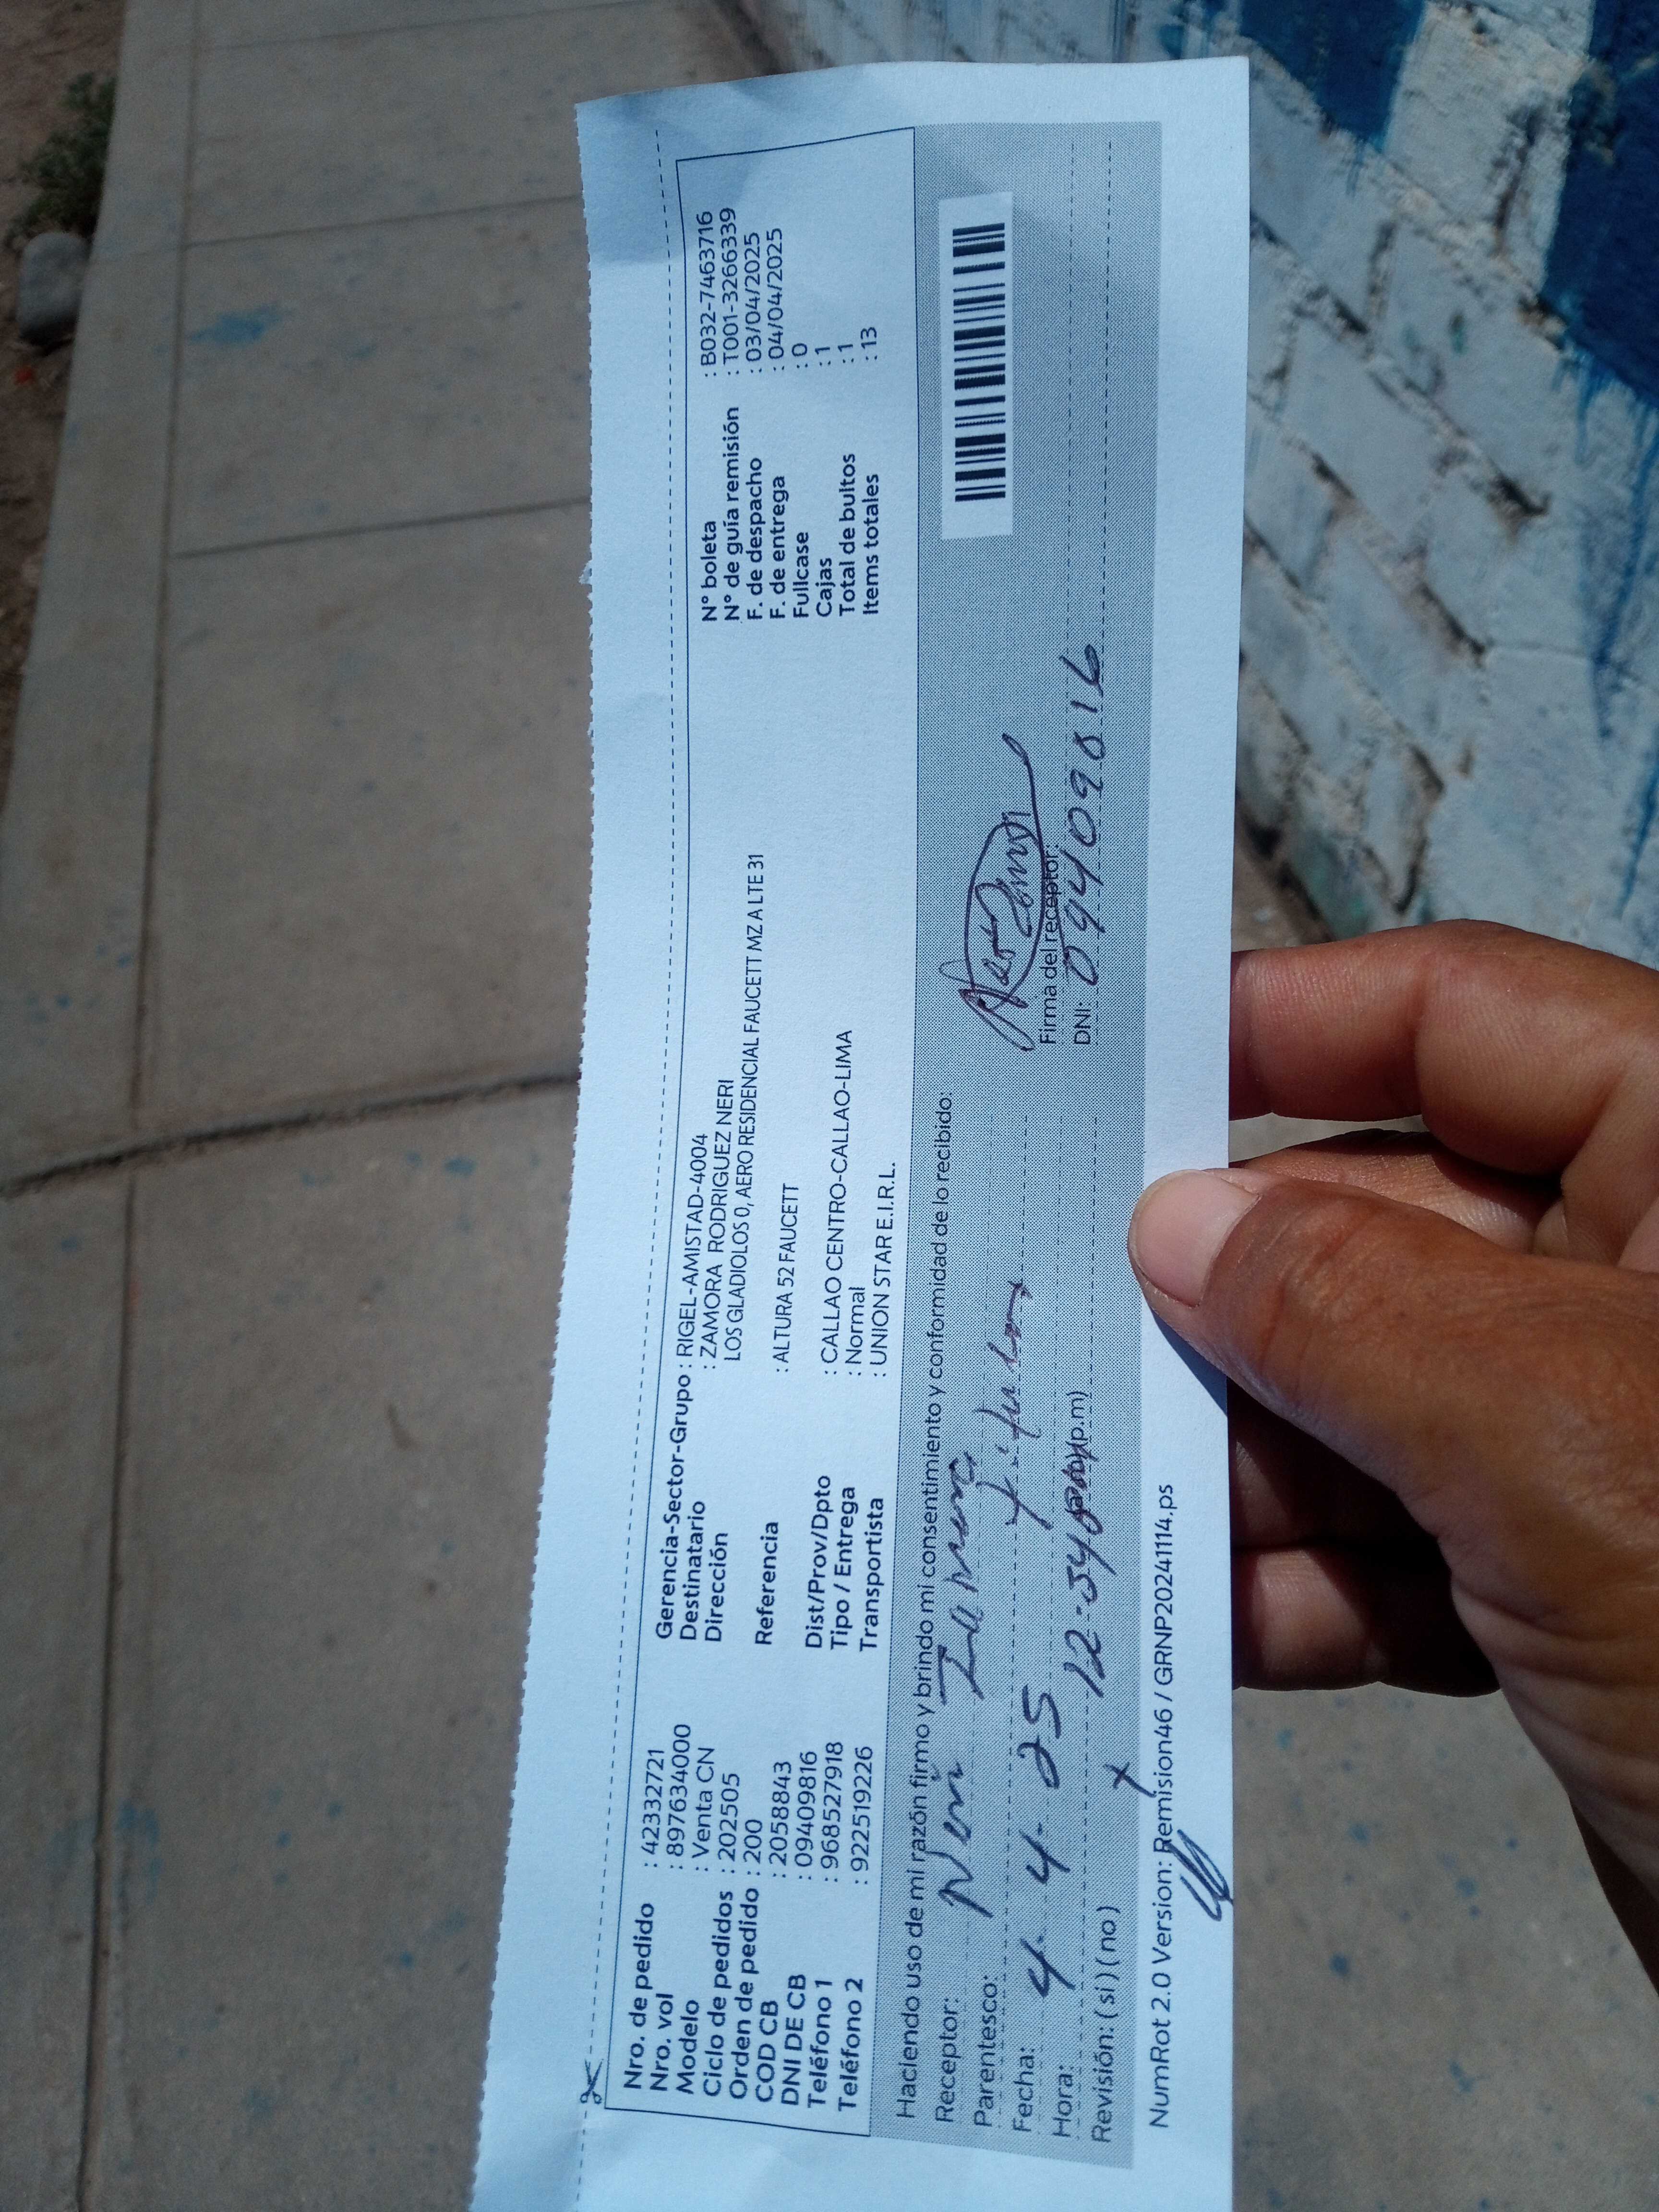 Nro. de pedido : 42332721
Nro. vol : 897634000
Modelo : Venta CN
Ciclo de pedidos : 202505
Orden de pedido : 200
COD CB : 2058843
DNI DE CB : 09409816
Teléfono 1 : 968527918
Teléfono 2 : 922519226
Gerencia-Sector-Grupo : RIGEL-AMISTAD-4004
Destinatario : ZAMORA RODRIGUEZ NERI
Dirección LOS GLADIOLOS 0, AERO RESIDENCIAL FAUCETT MZ A LTE 31
Referencia : ALTURA 52 FAUCETT
Dist/Prov/Dpto : CALLAO CENTRO-CALLAO-LIMA
Tipo / Entrega : Normal
Transportista : UNION STAR E.I.R.L.
N° boleta : B032-7463716
N° de guía remisión : T001-32666339
F. de despacho : 03/04/2025
F. de entrega : 04/04/2025
Fullcase : 0
Cajas : 1
Total de bultos : 1
Items totales : 13
Haciendo uso de mi razón firmo y brindo mi consentimiento y conformidad de lo recibido:
Receptor: Neri Zamora
Parentesco:
Fecha: 4-4-25
Hora: 12-34 p.m)
Revisión: ( si ) ( no )
Firma del receptor:
DNI: 09409816
NumRot 2.0 Version: Remision46 / GRNP20241114.ps